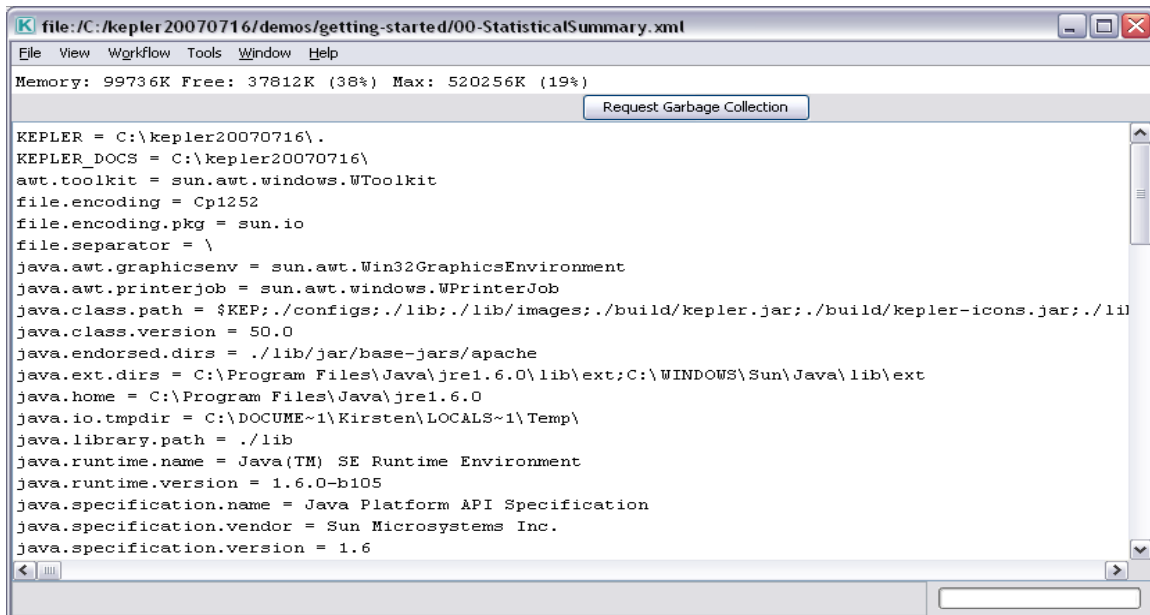 file:/C:/kepler20070716/demos/getting-started/00-StatisticalSummary.xml
File View Workflow Tools Window Help
Memory: 99736K Free: 37812K (38%) Max: 520256K (19%)
Request Garbage Collection
KEPLER = C:\kepler20070716\.
KEPLER_DOCS = C:\kepler20070716\
awt.toolkit = sun.awt.windows.WToolkit
file.encoding = Cp1252
file.encoding.pkg = sun.io
file.separator = \
java.awt.graphicsenv = sun.awt.Win32GraphicsEnvironment
java.awt.printerjob = sun.awt.windows.WPrinterJob
java.class.path = $KEP;./configs;./lib;./lib/images;./build/kepler.jar;./build/kepler-icons.jar;./lil
java.class.version = 50.0
java.endorsed.dirs = ./lib/jar/base-jars/apache
java.ext.dirs = C:\Program Files\Java\jre1.6.0\lib\ext;C:\WINDOWS\Sun\Java\lib\ext
java.home = C:\Program Files\Java\jre1.6.0
java.io.tmpdir = C:\DOCUME~1\Kirsten\LOCALS~1\Temp\
java.library.path = ./lib
java.runtime.name = Java(TM) SE Runtime Environment
java.runtime.version = 1.6.0-b105
java.specification.name = Java Platform API Specification
java.specification.vendor = Sun Microsystems Inc.
java.specification.version = 1.6